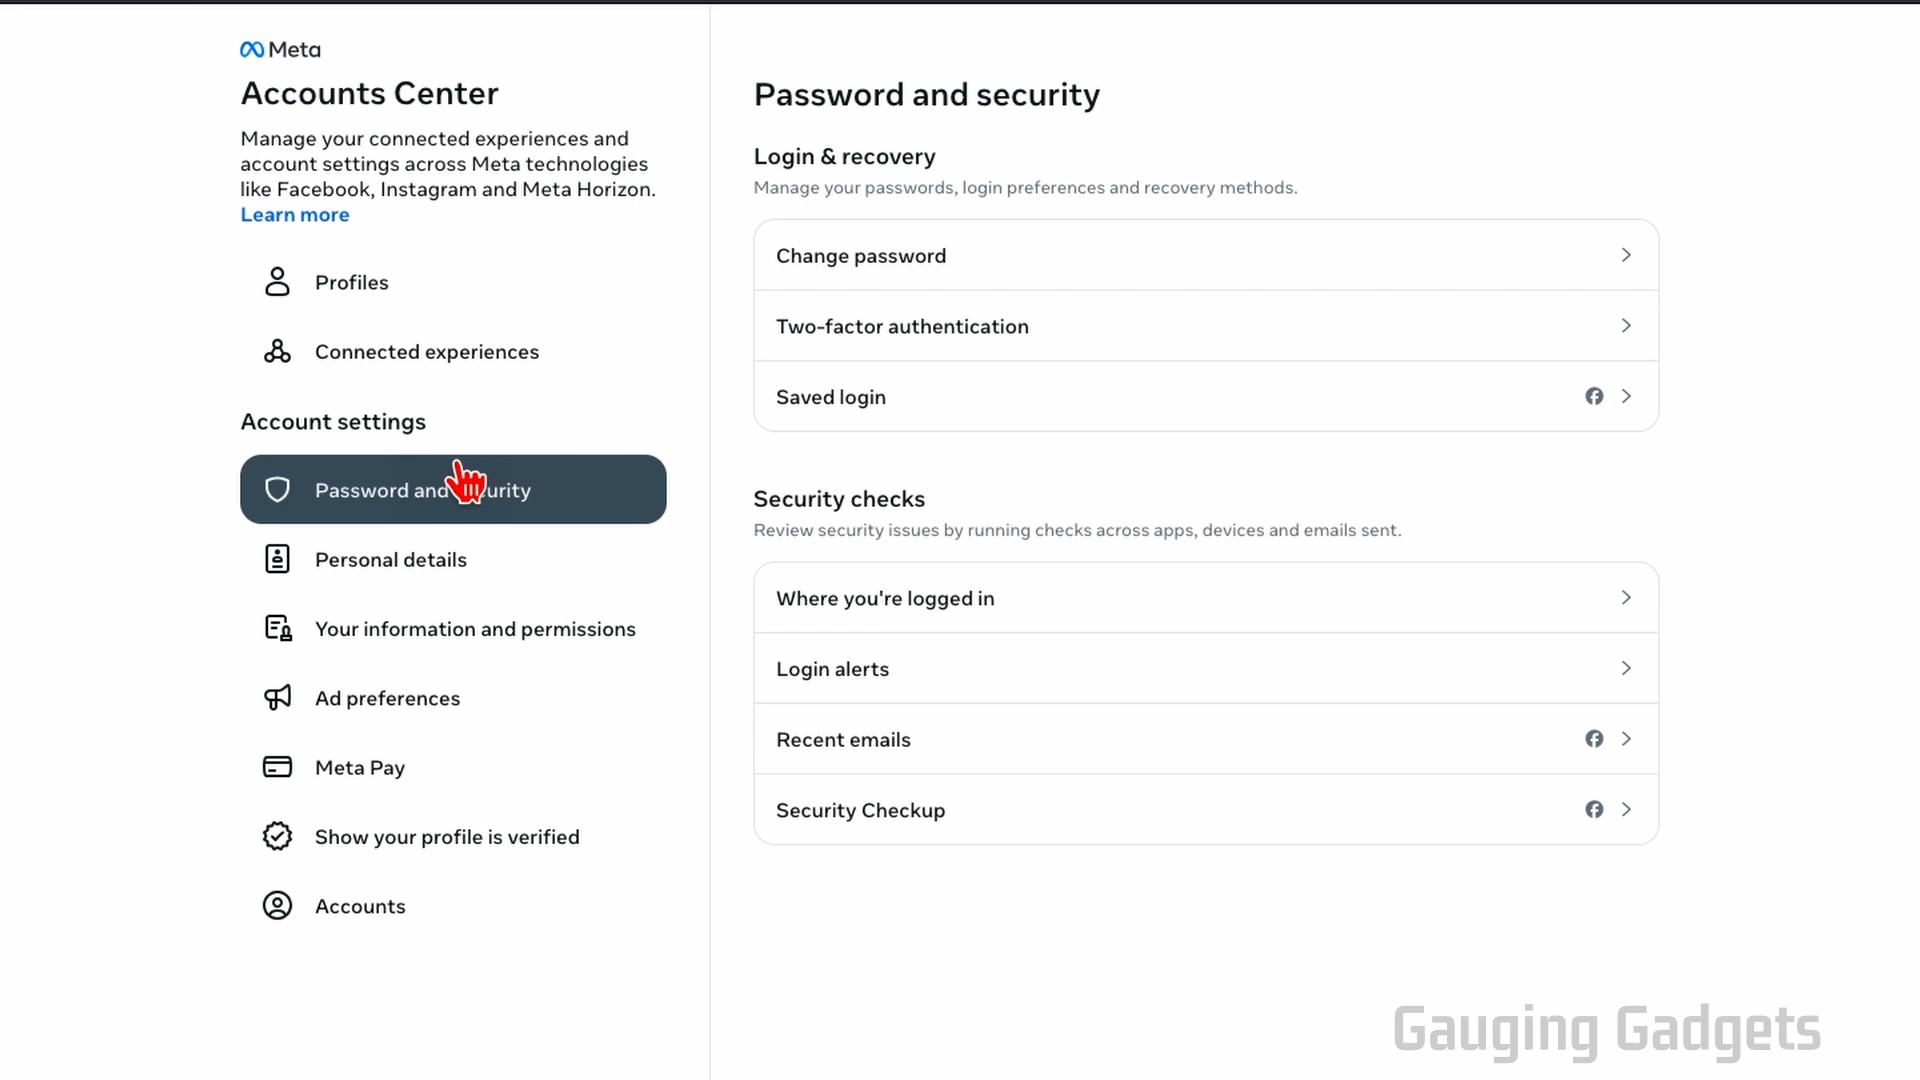 Meta
Accounts Center
Manage your connected experiences and
account settings across Meta technologies
like Facebook, Instagram and Meta Horizon.
Learn more
Profiles
Connected experiences
Account settings
Password and urity
Personal details
Your information and permissions
Ad preferences
Meta Pay
Show your profile is verified
Accounts
Password and security
Login & recovery
Manage your passwords, login preferences and recovery methods.
Change password
Two-factor authentication
Saved login
Security checks
Review security issues by running checks across apps, devices and emails sent.
Where you're logged in
Login alerts
Recent emails
Security Checkup
Gauging Gadgets